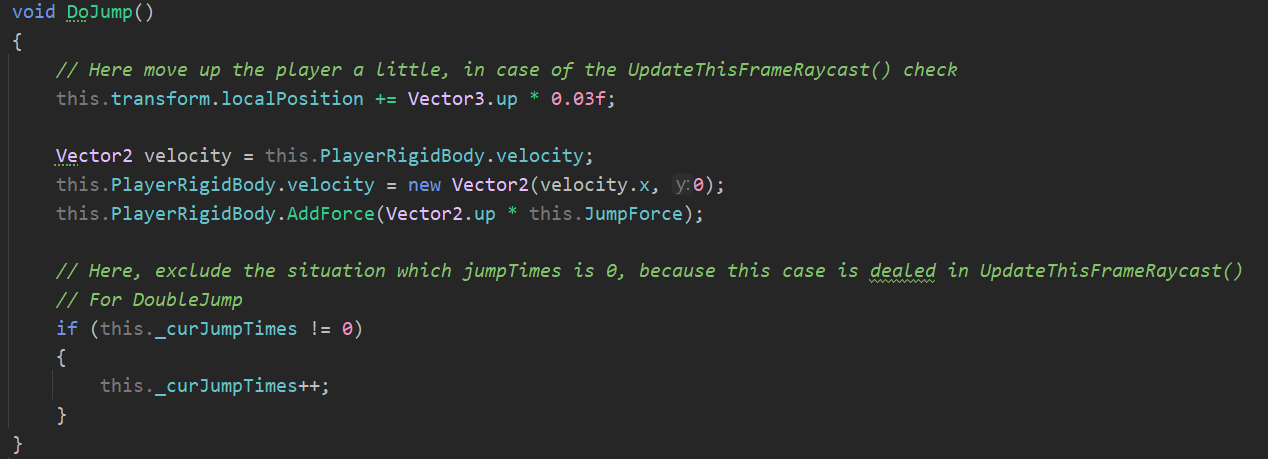 void DoJump()
{
// Here move up the player a little, in case of the UpdateThisFrameRaycast() check
this.transform.localPosition += Vector3.up * 0.03f;
Vector2 velocity = this.PlayerRigidBody.velocity;
this.PlayerRigidBody.velocity = new Vector2(velocity.x, y:0);
this.PlayerRigidBody.AddForce(Vector2.up * this.JumpForce);
// Here, exclude the situation which jumpTimes is 0, because this case is dealed in UpdateThisFrameRaycast()
// For DoubleJump
if (this._curJumpTimes != 0)
{
this._curJumpTimes++;
}
}